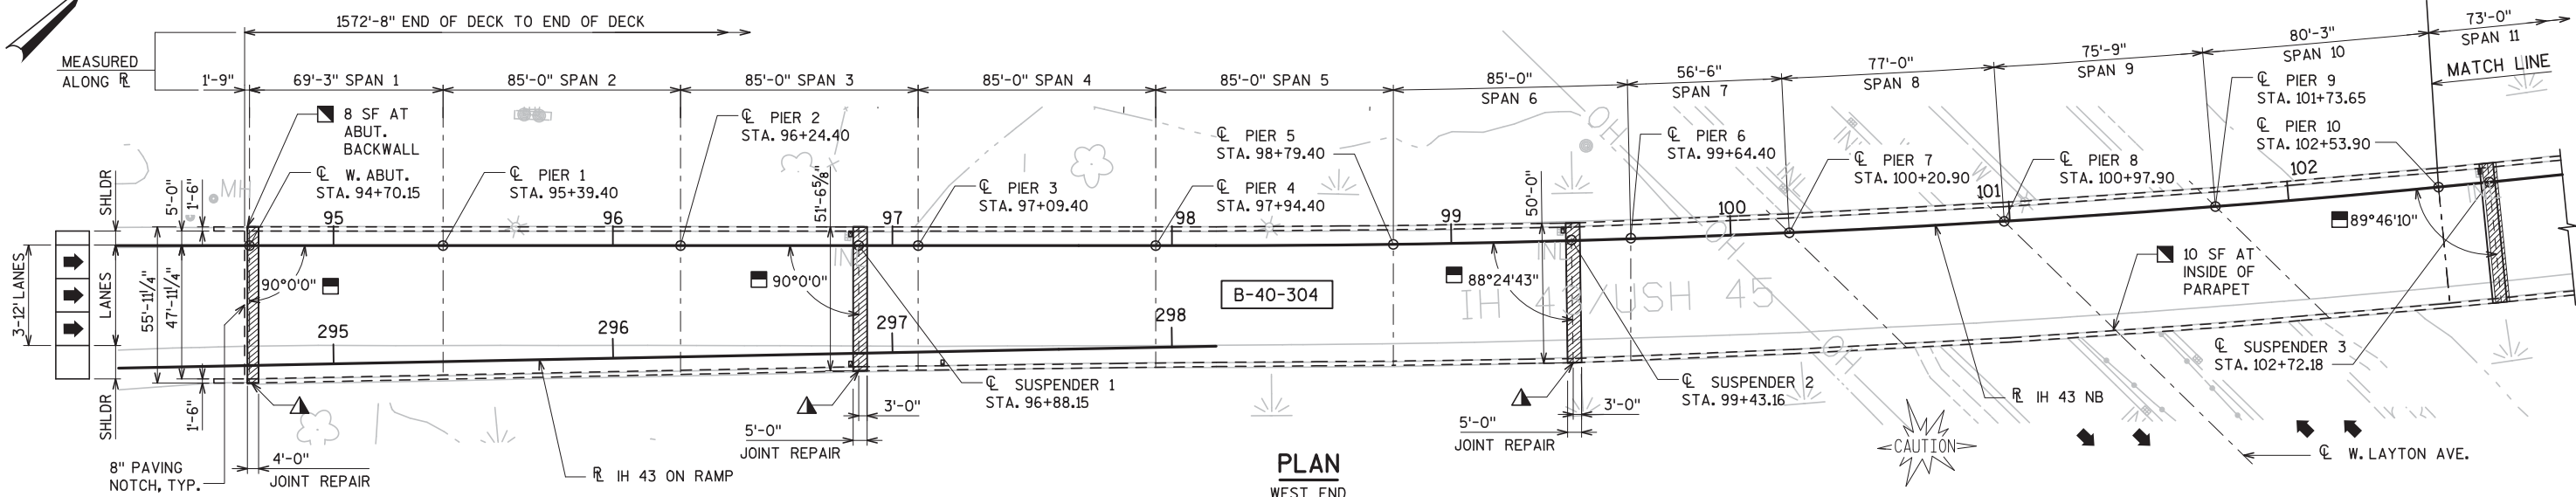 1572'-8" END OF DECK TO END OF DECK
MEASURED
ALONG ℞
1'-9"
69'-3" SPAN 1
85'-0" SPAN 2
85'-0" SPAN 3
85'-0" SPAN 4
85'-0" SPAN 5
85'-0"
SPAN 6
56'-6"
SPAN 7
77'-0"
SPAN 8
75'-9"
SPAN 9
80'-3"
SPAN 10
73'-0"
SPAN 11
MATCH LINE
8 SF AT
ABUT.
BACKWALL
℄ W. ABUT.
STA. 94+70.15
℄ PIER 1
STA. 95+39.40
℄ PIER 2
STA. 96+24.40
℄ PIER 3
STA. 97+09.40
℄ PIER 4
STA. 97+94.40
℄ PIER 5
STA. 98+79.40
℄ PIER 6
STA. 99+64.40
℄ PIER 7
STA. 100+20.90
℄ PIER 8
STA. 100+97.90
℄ PIER 9
STA. 101+73.65
℄ PIER 10
STA. 102+53.90
SHLDR
5'-0"
1'-6"
MH
95
96
97
98
99
100
101
102
51'-6⅝"
50'-0"
OH
OH
OH
3-12' LANES
LANES
55'-11¼"
47'-11¼"
90°0'0"
90°0'0"
88°24'43"
89°46'10"
B-40-304
IH 43/USH 45
10 SF AT
INSIDE OF
PARAPET
295
296
297
298
SHLDR
1'-6"
℄ SUSPENDER 1
STA. 96+88.15
℄ SUSPENDER 2
STA. 99+43.16
℄ SUSPENDER 3
STA. 102+72.18
3'-0"
3'-0"
5'-0"
JOINT REPAIR
5'-0"
JOINT REPAIR
4'-0"
JOINT REPAIR
8" PAVING
NOTCH, TYP.
℞ IH 43 ON RAMP
℞ IH 43 NB
CAUTION
℄ W. LAYTON AVE.
PLAN
WEST END